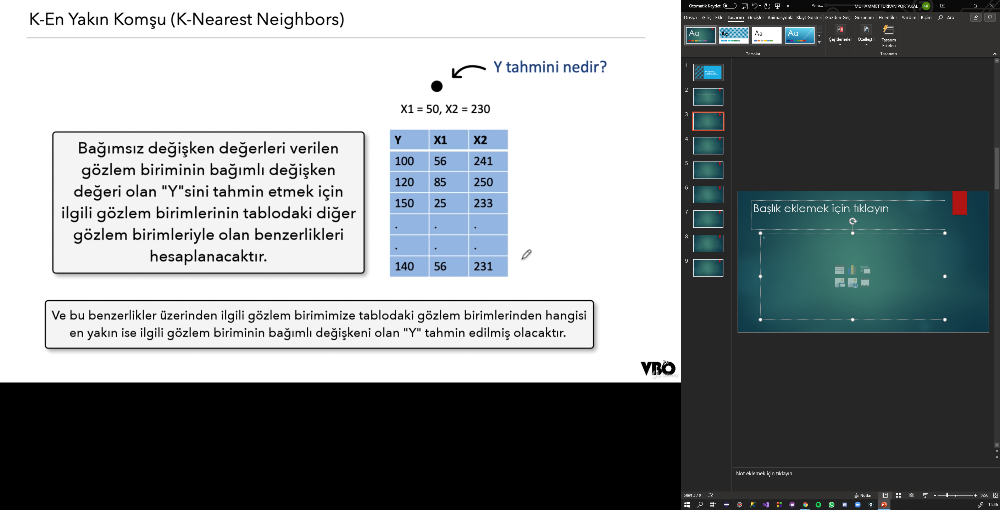 K-En Yakın Komşu (K-Nearest Neighbors)
Y tahmini nedir?
X1 = 50, X2 = 230
Bağımsız değişken değerleri verilen
gözlem biriminin bağımlı değişken
değeri olan "Y"sini tahmin etmek için
ilgili gözlem birimlerinin tablodaki diğer
gözlem birimleriyle olan benzerlikleri
hesaplanacaktır.
Y X1 X2
100 56 241
120 85 250
150 25 233
. . .
. . .
140 56 231
Ve bu benzerlikler üzerinden ilgili gözlem birimimize tablodaki gözlem birimlerinden hangisi
en yakın ise ilgili gözlem biriminin bağımlı değişkeni olan "Y" tahmin edilmiş olacaktır.
VBO
Otomatik Kaydet
Yeni...
MUHAMMET FURKAN PORTAKAL
MF
Dosya Giriş Ekle Tasarım Geçişler Animasyonla Slayt Gösteri Gözden Geç Görünüm Eklentiler Yardım Biçim Ara
Aa Aa Aa Aa
Çeşitlemeler
Özelleştir
Tasarım
Fikirleri
Temalar
Tasarımcı
1
2
3
4
5
6
7
8
9
Başlık eklemek için tıklayın
Not eklemek için tıklayın
Slayt 3 / 9
Notlar
%56
15:46